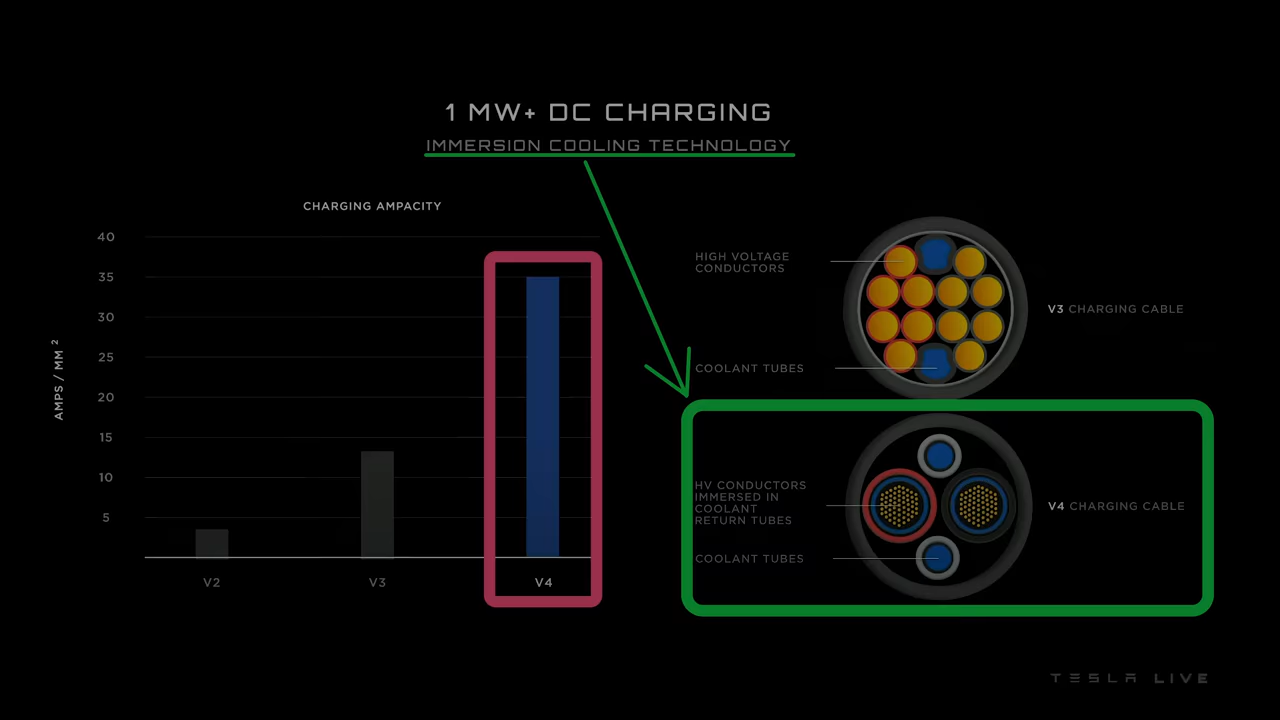 1 MW+ DC CHARGING
IMMERSION COOLING TECHNOLOGY
CHARGING AMPACITY
40
35
30
25
20
15
10
5
AMPS / MM ²
V2
V3
V4
HIGH VOLTAGE
CONDUCTORS
COOLANT TUBES
V3 CHARGING CABLE
HV CONDUCTORS
IMMERSED IN
COOLANT
RETURN TUBES
COOLANT TUBES
V4 CHARGING CABLE
TESLA LIVE